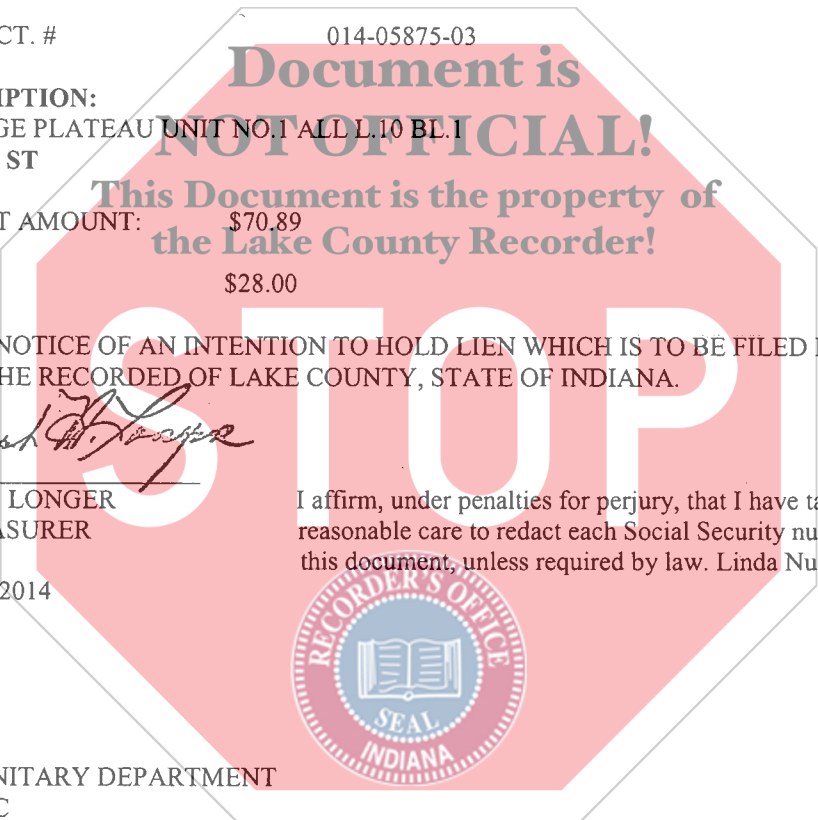 CT. # 014-05875-03
Document is
IPTION:
GE PLATEAU UNIT NO.1 ALL L.10 BL.1
NOT OFFICIAL!
ST
This Document is the property of
T AMOUNT: $70.89
the Lake County Recorder!
$28.00
STOP
NOTICE OF AN INTENTION TO HOLD LIEN WHICH IS TO BE FILED
HE RECORDED OF LAKE COUNTY, STATE OF INDIANA.
LONGER
ASURER
I affirm, under penalties for perjury, that I have ta
reasonable care to redact each Social Security nu
this document, unless required by law. Linda Nu
2014
RECORDER'S OFFICE
SEAL
INDIANA
NITARY DEPARTMENT
C